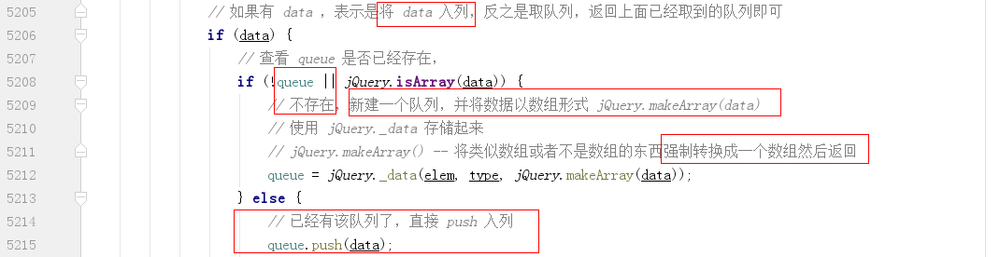 5205 // 如果有 data ，表示是将 data 入列，反之是取队列，返回上面已经取到的队列即可
5206 if (data) {
5207 // 查看 queue 是否已经存在，
5208 if (!queue || jQuery.isArray(data)) {
5209 // 不存在，新建一个队列，并将数据以数组形式 jQuery.makeArray(data)
5210 // 使用 jQuery._data 存储起来
5211 // jQuery.makeArray() -- 将类似数组或者不是数组的东西强制转换成一个数组然后返回
5212 queue = jQuery._data(elem, type, jQuery.makeArray(data));
5213 } else {
5214 // 已经有该队列了，直接 push 入列
5215 queue.push(data);